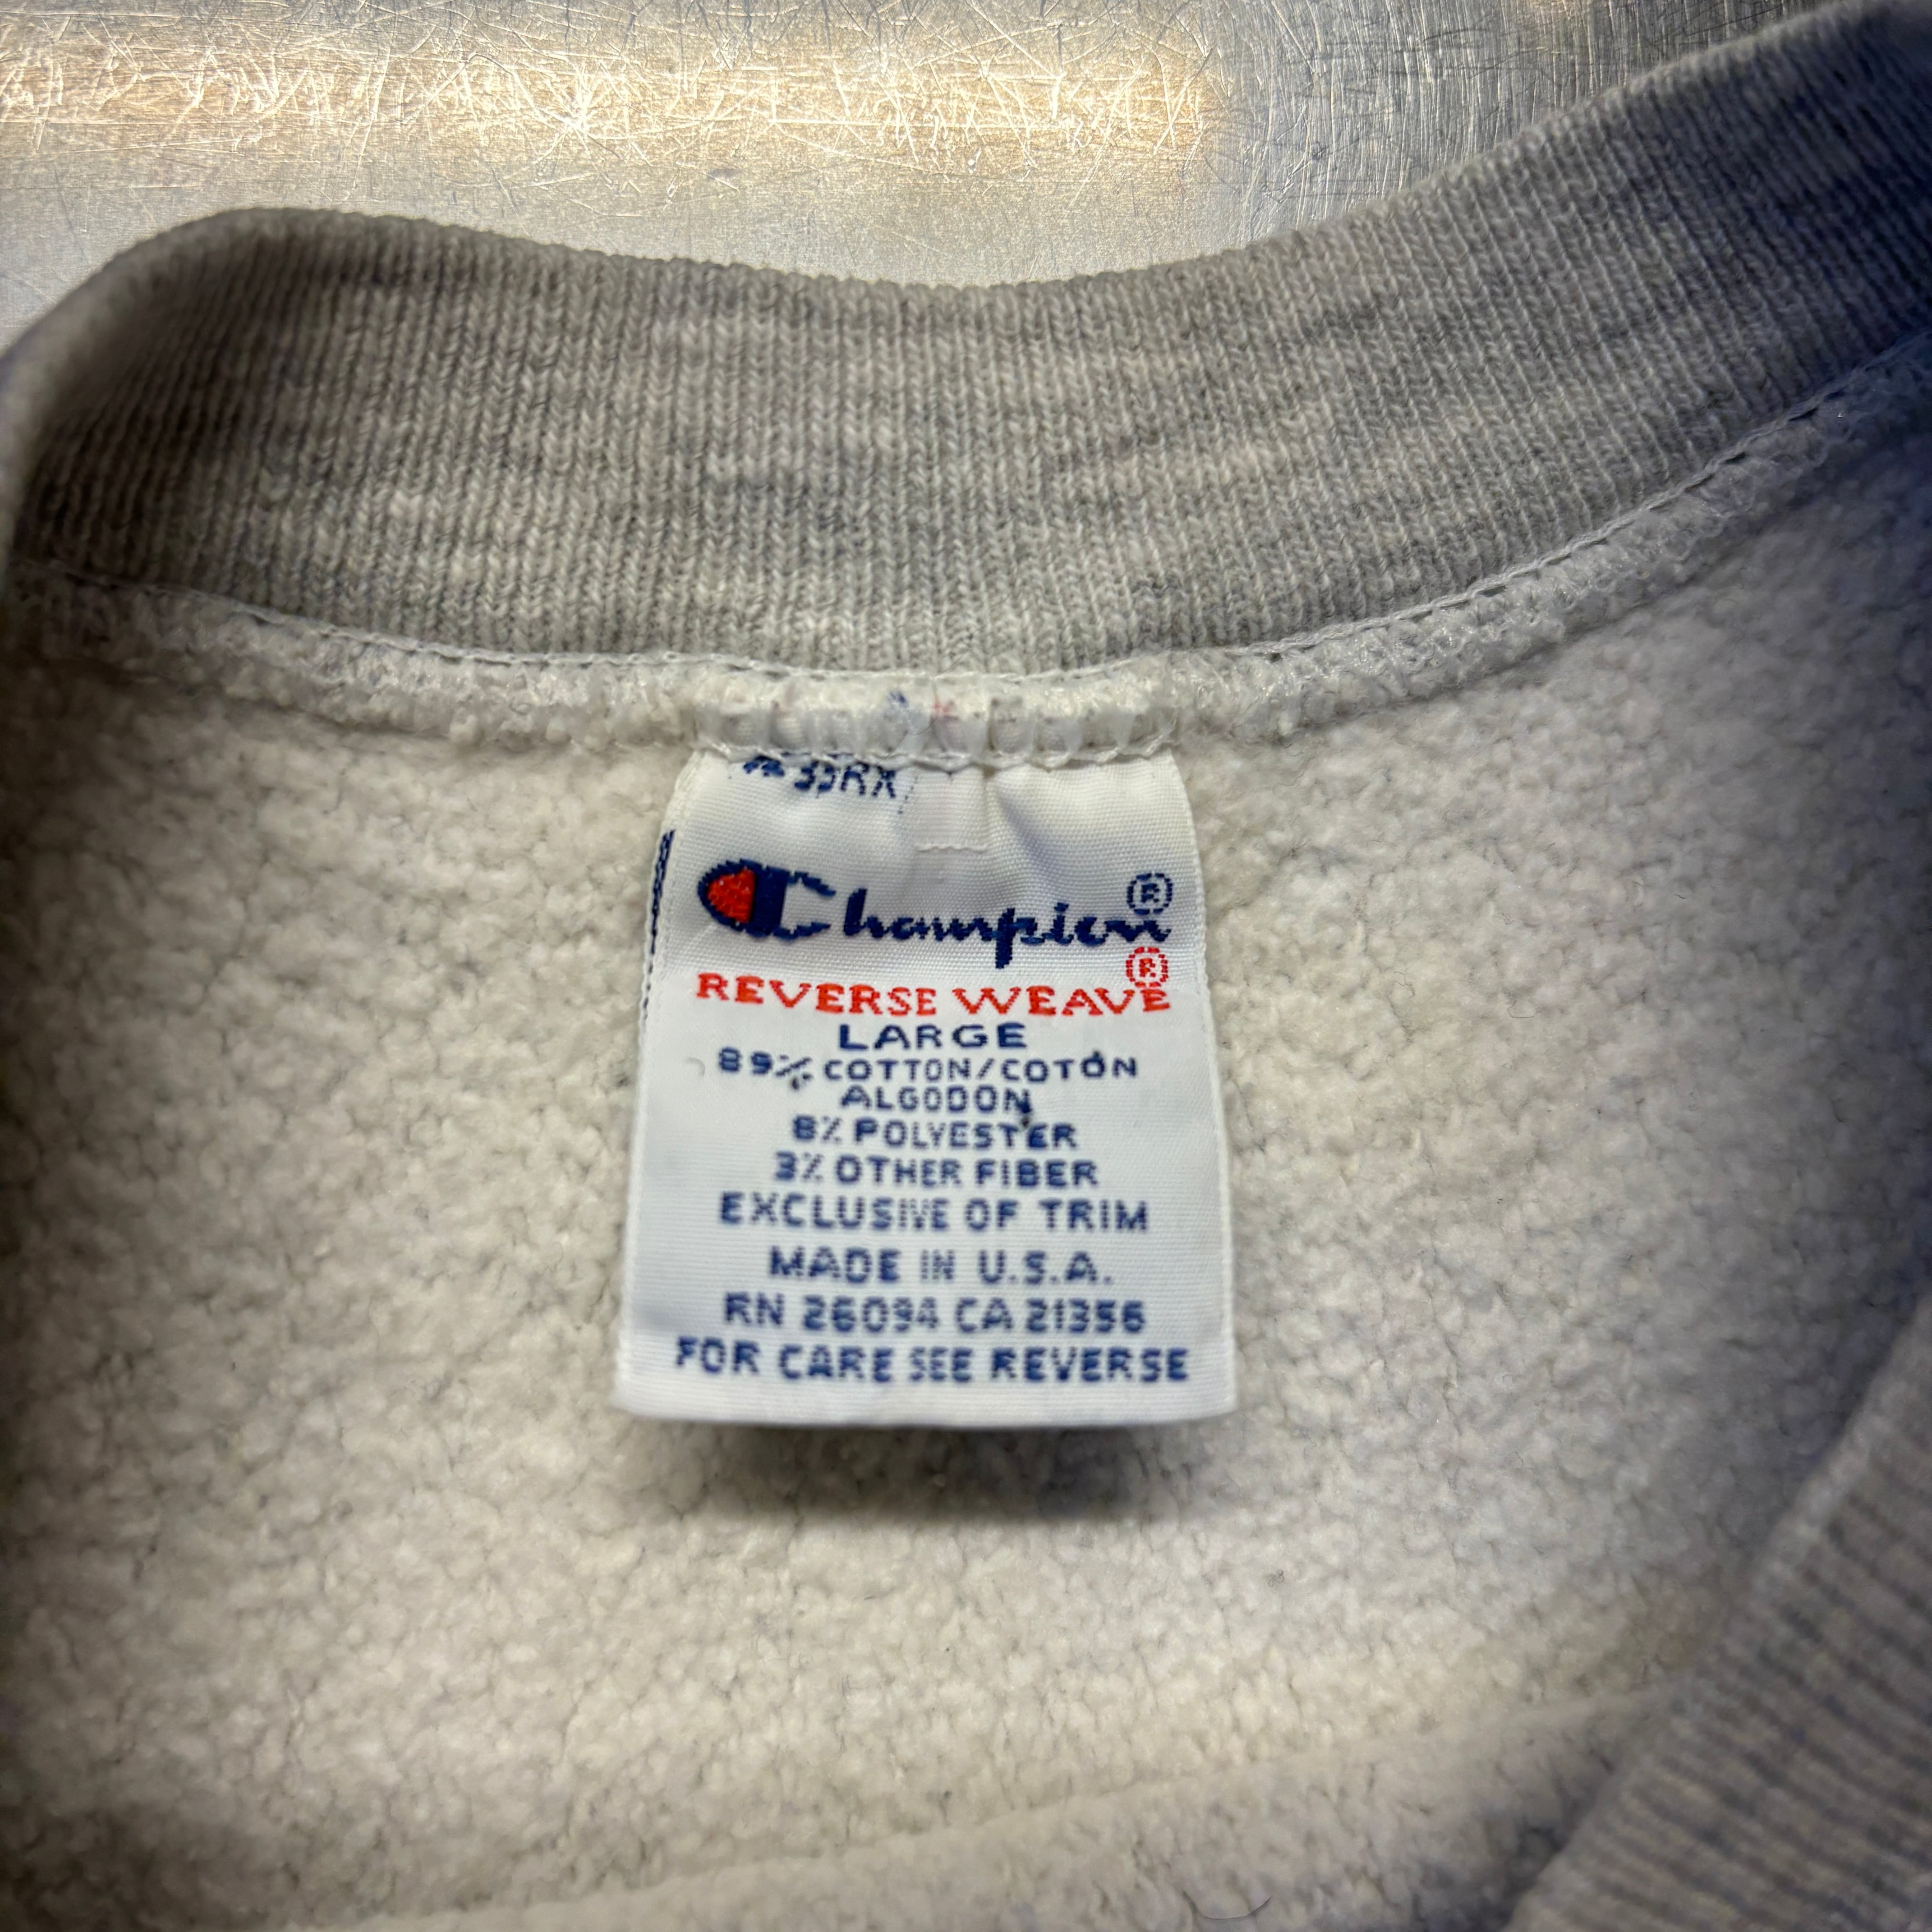 Champion®
REVERSE WEAVE®
LARGE
89% COTTON/COTÓN
ALGODON
8% POLYESTER
3% OTHER FIBER
EXCLUSIVE OF TRIM
MADE IN U.S.A.
RN 26094 CA 21356
FOR CARE SEE REVERSE